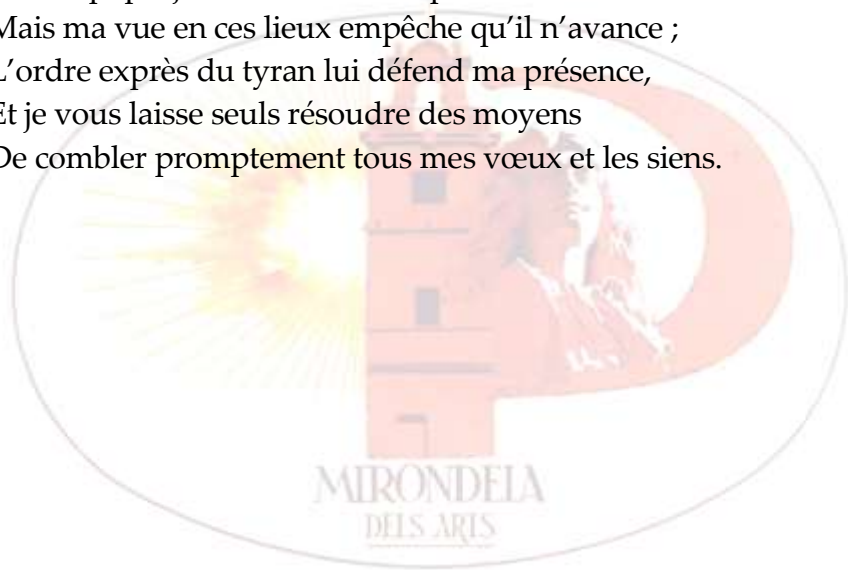 Mais ma vue en ces lieux empêche qu’il n’avance ;
L’ordre exprès du tyran lui défend ma présence,
Et je vous laisse seuls résoudre des moyens
De combler promptement tous mes vœux et les siens.
MIRONDELA
DELS ARTS